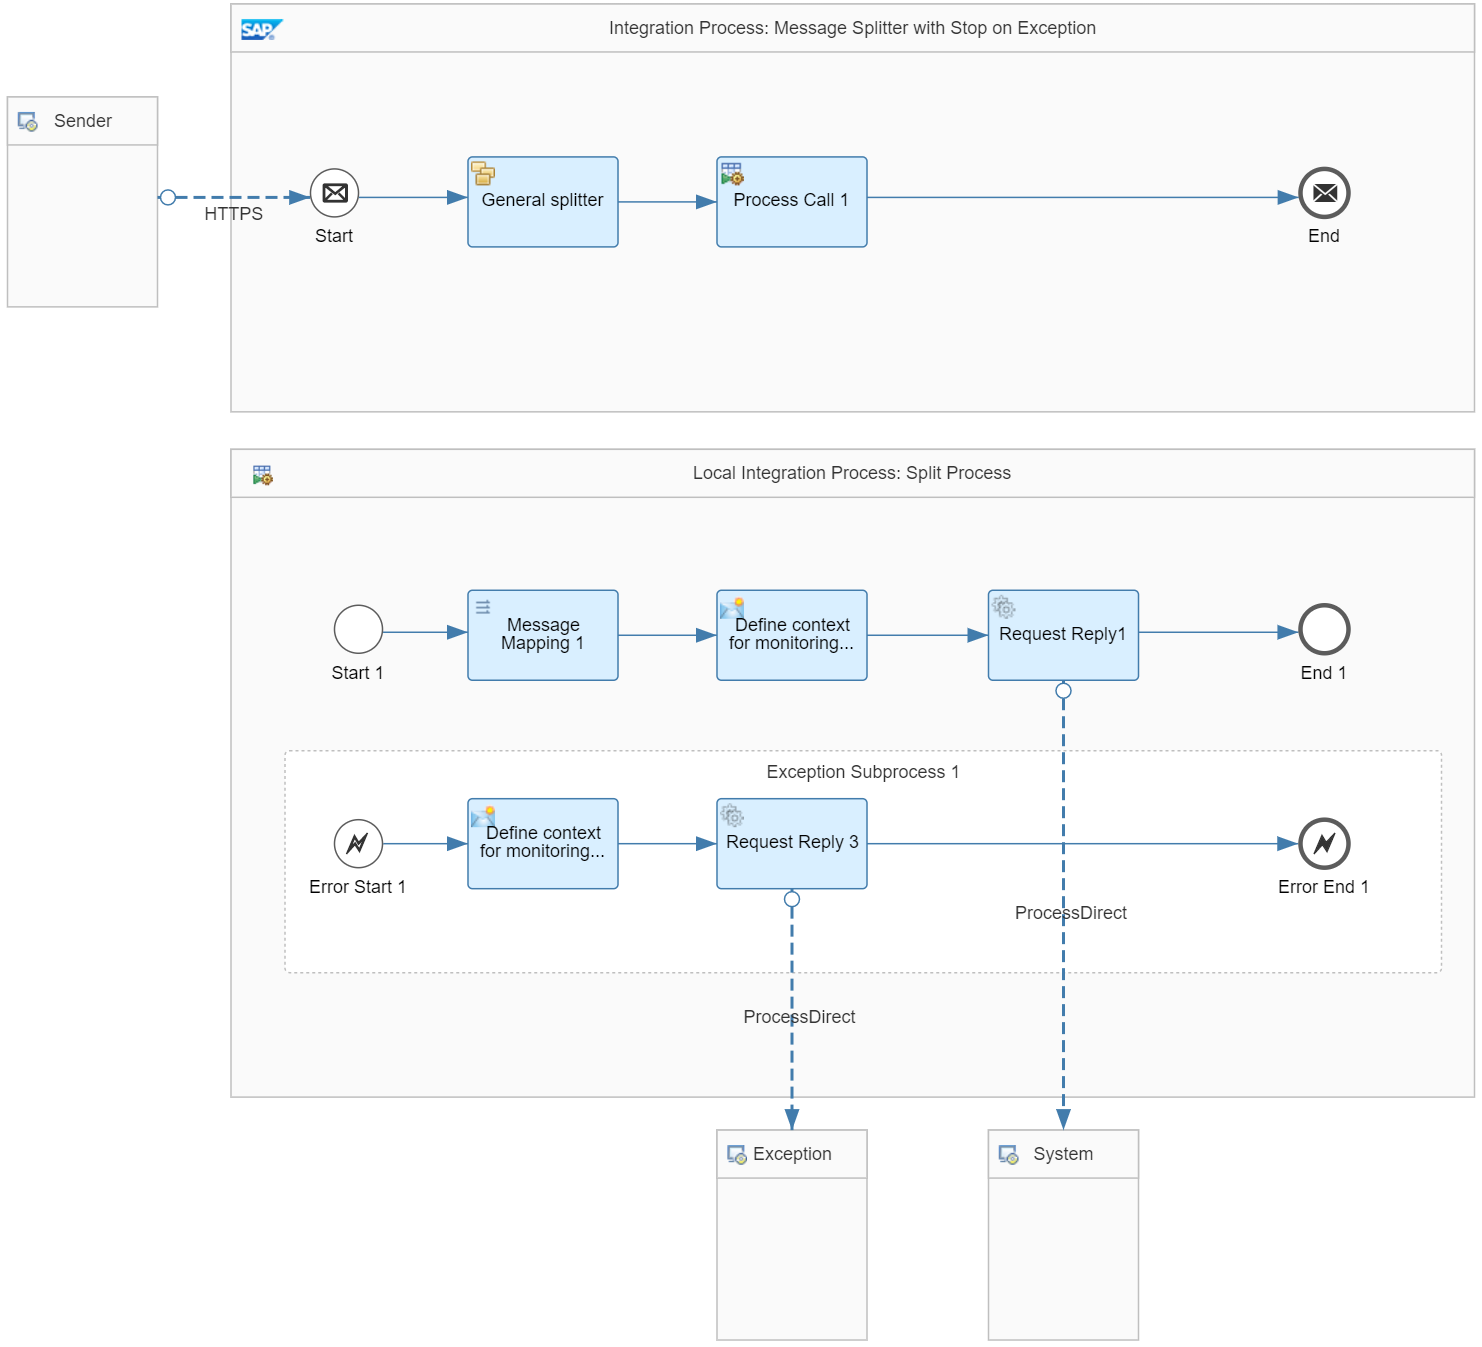 SAP
Integration Process: Message Splitter with Stop on Exception
Sender
HTTPS
Start
General splitter
Process Call 1
End
Local Integration Process: Split Process
Start 1
Message
Mapping 1
Define context
for monitoring...
Request Reply1
End 1
Exception Subprocess 1
Error Start 1
Define context
for monitoring...
Request Reply 3
Error End 1
ProcessDirect
ProcessDirect
Exception
System